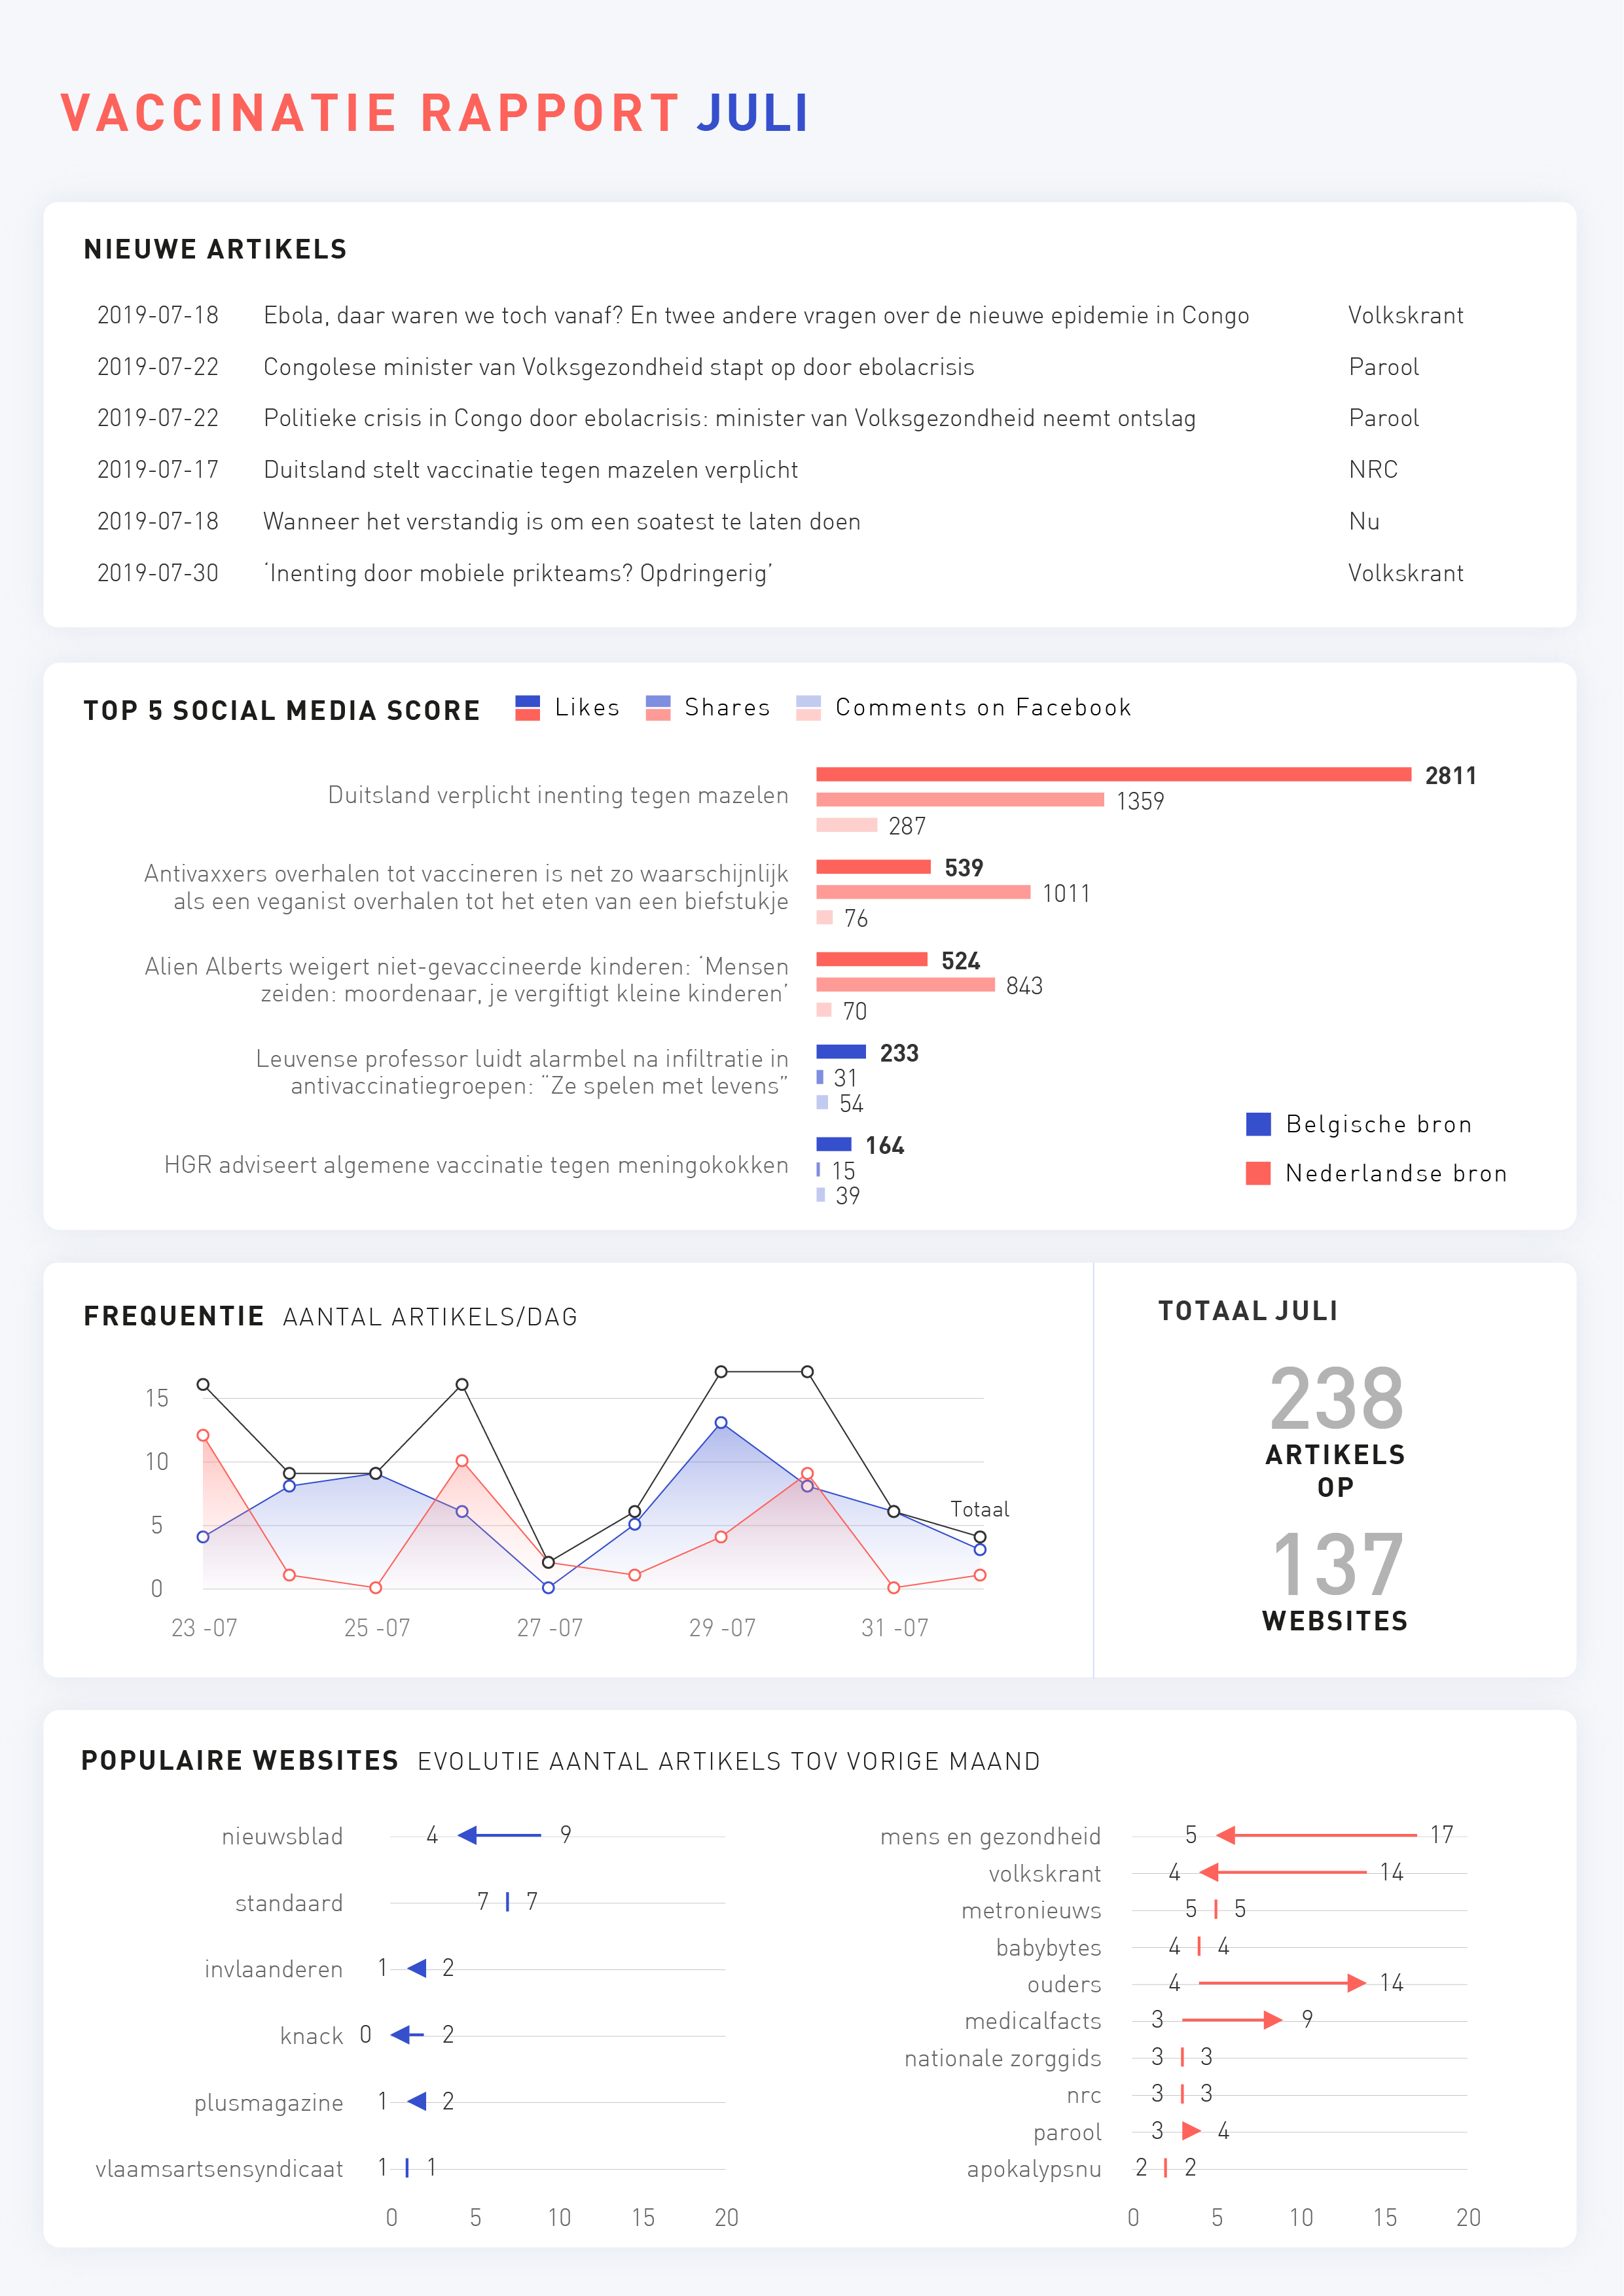 VACCINATIE RAPPORT JULI
NIEUWE ARTIKELS
2019-07-18 Ebola, daar waren we toch vanaf? En twee andere vragen over de nieuwe epidemie in Congo Volkskrant
2019-07-22 Congolese minister van Volksgezondheid stapt op door ebolacrisis Parool
2019-07-22 Politieke crisis in Congo door ebolacrisis: minister van Volksgezondheid neemt ontslag Parool
2019-07-17 Duitsland stelt vaccinatie tegen mazelen verplicht NRC
2019-07-18 Wanneer het verstandig is om een soatest te laten doen Nu
2019-07-30 ‘Inenting door mobiele prikteams? Opdringerig’ Volkskrant
TOP 5 SOCIAL MEDIA SCORE Likes Shares Comments on Facebook
Duitsland verplicht inenting tegen mazelen
2811
1359
287
Antivaxxers overhalen tot vaccineren is net zo waarschijnlijk
als een veganist overhalen tot het eten van een biefstukje
539
1011
76
Alien Alberts weigert niet-gevaccineerde kinderen: ‘Mensen
zeiden: moordenaar, je vergiftigt kleine kinderen’
524
843
70
Leuvense professor luidt alarmbel na infiltratie in
antivaccinatiegroepen: “Ze spelen met levens”
233
31
54
HGR adviseert algemene vaccinatie tegen meningokokken
164
15
39
Belgische bron
Nederlandse bron
FREQUENTIE AANTAL ARTIKELS/DAG
15
10
5
0
Totaal
23 -07 25 -07 27 -07 29 -07 31 -07
TOTAAL JULI
238
ARTIKELS
OP
137
WEBSITES
POPULAIRE WEBSITES EVOLUTIE AANTAL ARTIKELS TOV VORIGE MAAND
nieuwsblad 4 9
standaard 7 7
invlaanderen 1 2
knack 0 2
plusmagazine 1 2
vlaamsartsensyndicaat 1 1
0 5 10 15 20
mens en gezondheid 5 17
volkskrant 4 14
metronieuws 5 5
babybytes 4 4
ouders 4 14
medicalfacts 3 9
nationale zorggids 3 3
nrc 3 3
parool 3 4
apokalypsnu 2 2
0 5 10 15 20